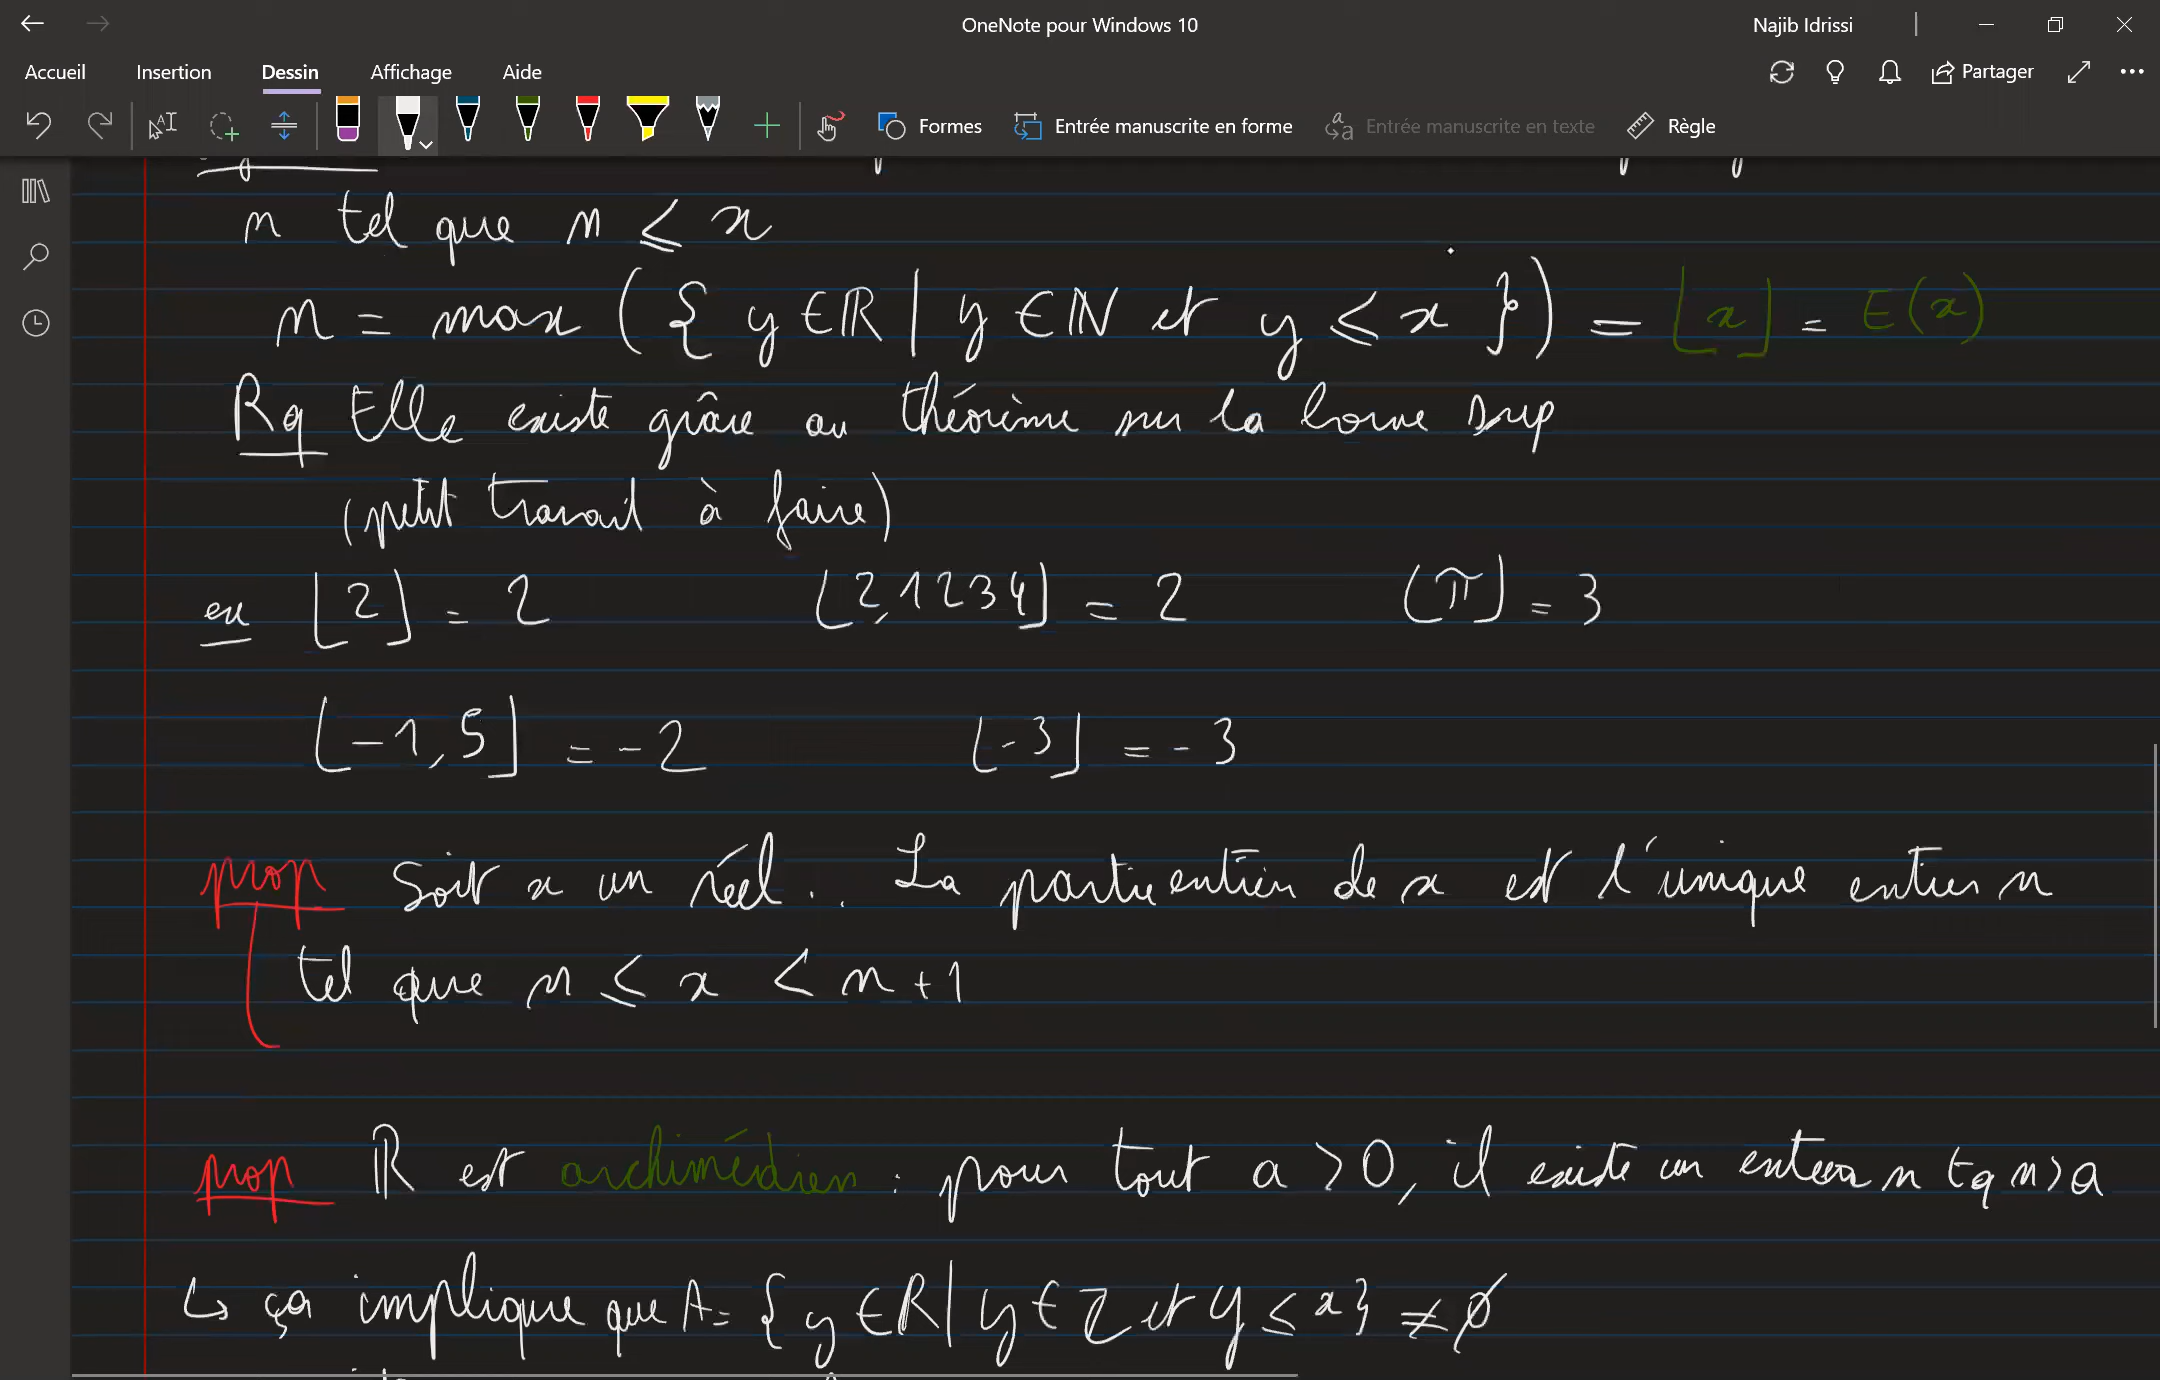 OneNote pour Windows 10
Najib Idrissi
Accueil Insertion Dessin Affichage Aide
Partager
Formes Entrée manuscrite en forme Entrée manuscrite en texte Règle
n tel que n ≤ x
n = max ({ y ∈ ℝ | y ∈ ℕ et y ≤ x }) = ⌊x⌋ = E(x)
Rq Elle existe grâce au théorème sur la borne sup
(petit travail à faire)
ex ⌊2⌋ = 2 ⌊2,1234⌋ = 2 ⌊π⌋ = 3
⌊-1,5⌋ = -2 ⌊-3⌋ = -3
prop Soit x un réel. La partie entière de x est l'unique entier n
tel que n ≤ x < n+1
prop ℝ est archimédien : pour tout a > 0, il existe un entier n tq n > a
↳ ça implique que A = { y ∈ ℝ | y ∈ ℤ et y ≤ x } ≠ ∅